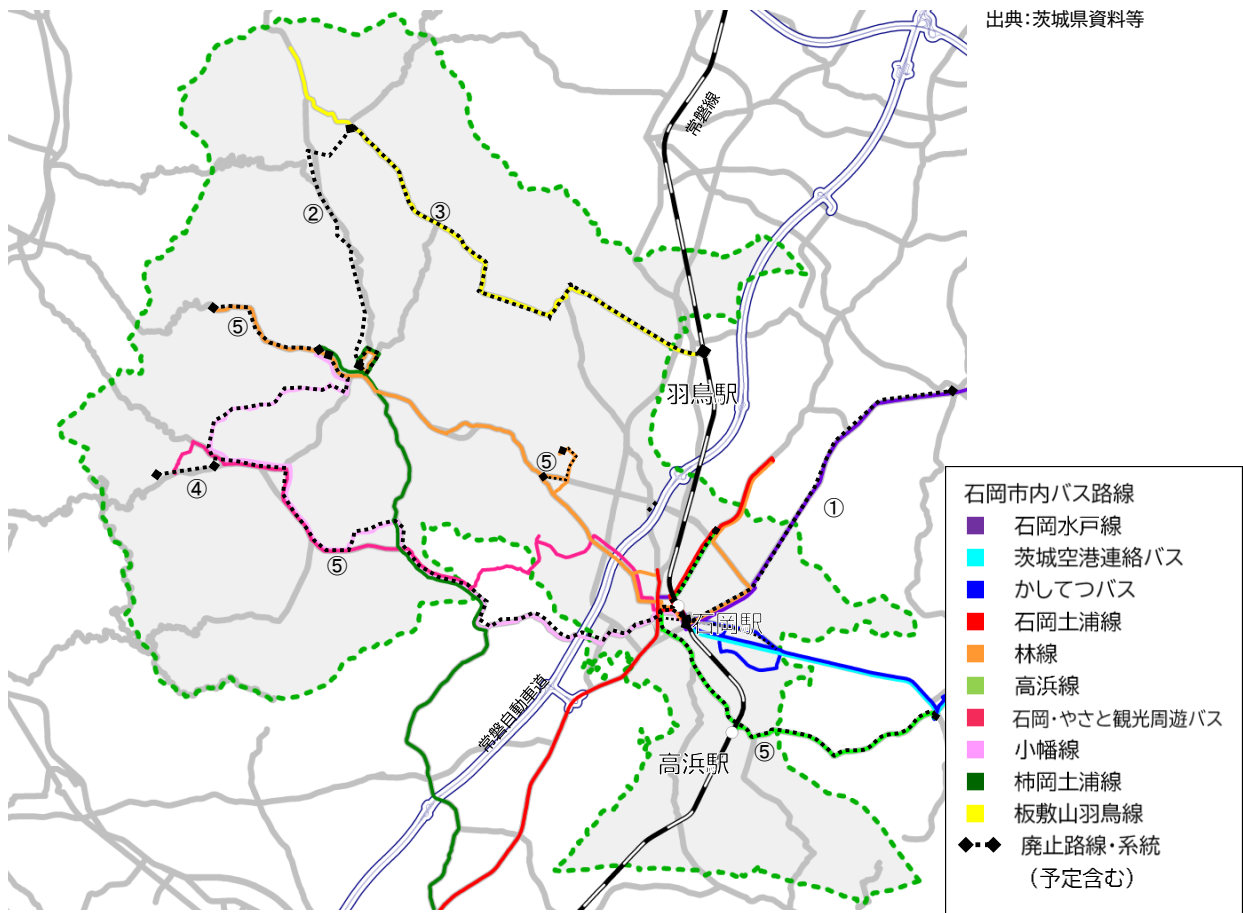 出典：茨城県資料等
常磐線
②
③
⑤
羽鳥駅
⑤
④
①
⑤
石岡駅
常磐自動車道
高浜駅
⑤
石岡市内バス路線
石岡水戸線
茨城空港連絡バス
かしてつバス
石岡土浦線
林線
高浜線
石岡・やさと観光周遊バス
小幡線
柿岡土浦線
板敷山羽鳥線
廃止路線・系統
（予定含む）